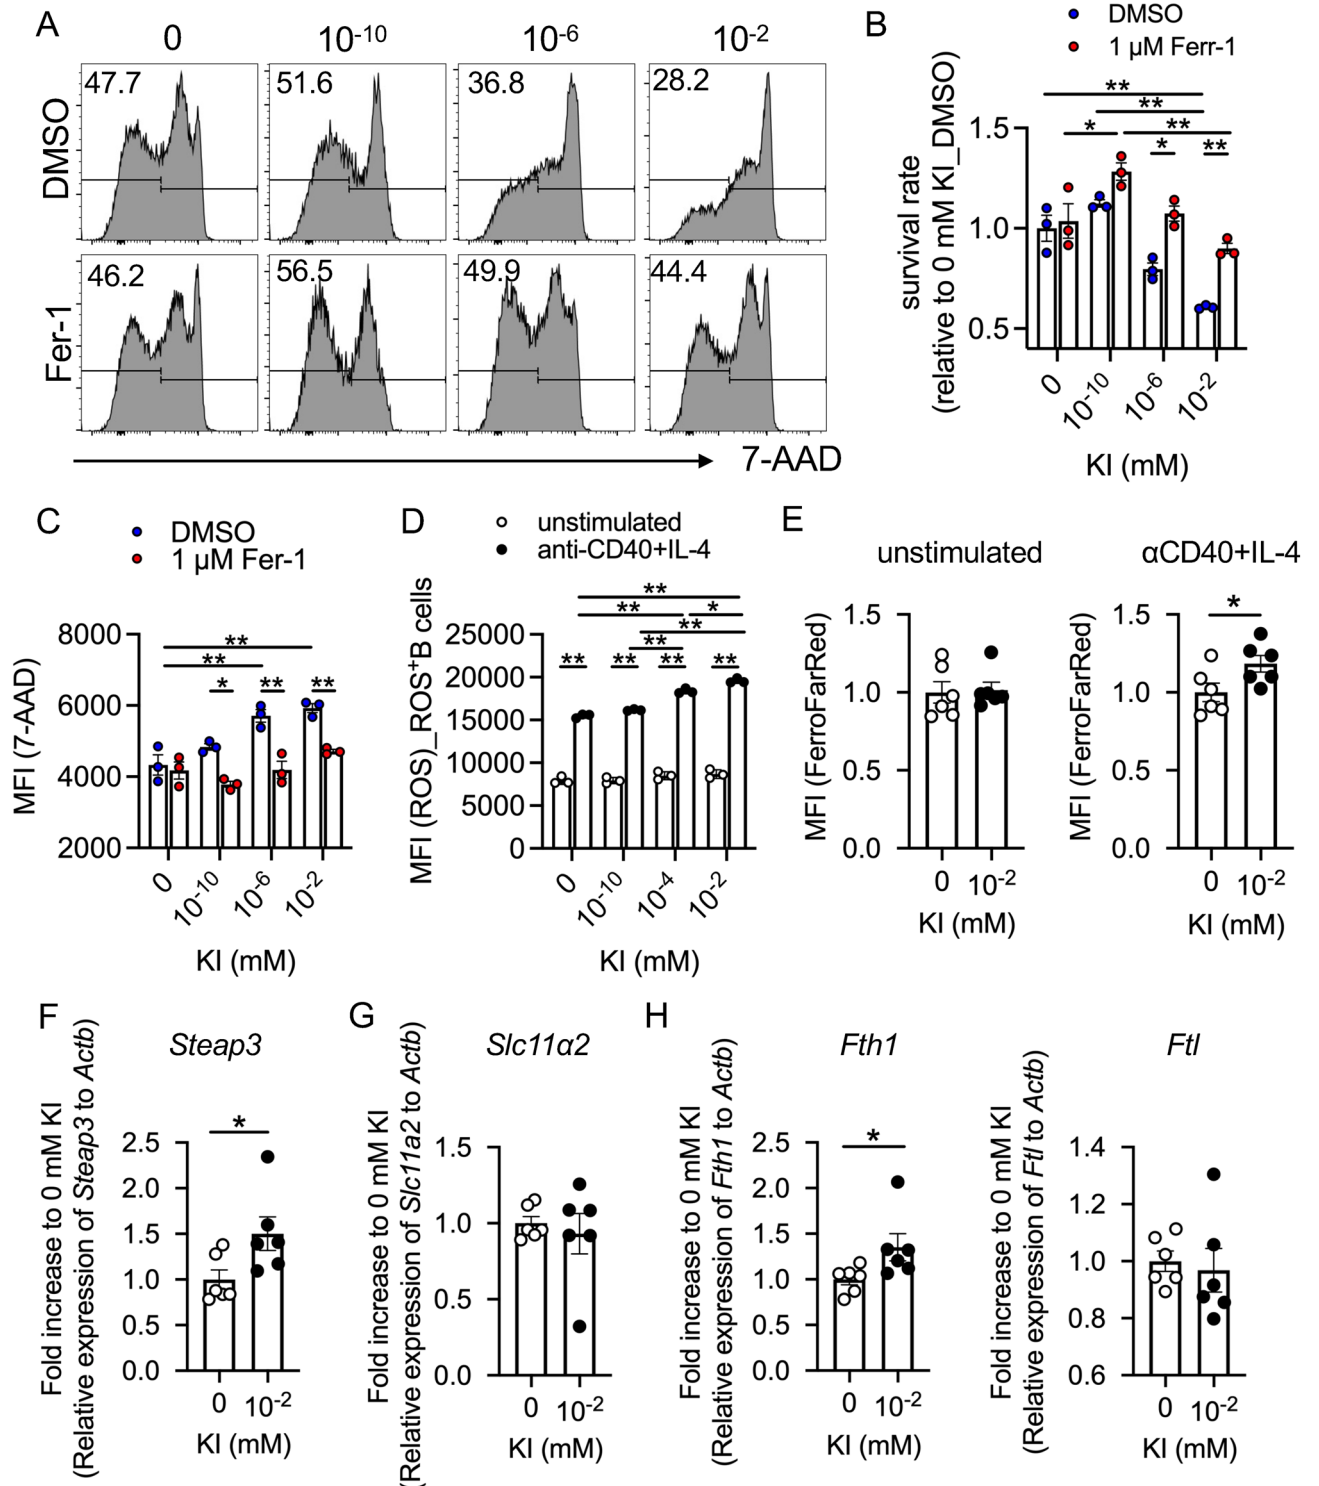 A
0 10-10 10-6 10-2
DMSO
47.7 51.6 36.8 28.2
Fer-1
46.2 56.5 49.9 44.4
7-AAD
B
DMSO
1 µM Ferr-1
survival rate
(relative to 0 mM KI_DMSO)
** 
**
* **
* **
1.5
1.0
0.5
0 10-10 10-6 10-2
KI (mM)
C
DMSO
1 µM Fer-1
MFI (7-AAD)
**
**
* ** **
8000
6000
4000
2000
0 10-10 10-6 10-2
KI (mM)
D
unstimulated
anti-CD40+IL-4
MFI (ROS)_ROS+B cells
**
** *
**
**
** ** ** **
25000
20000
15000
10000
5000
0
0 10-10 10-4 10-2
KI (mM)
E
unstimulated
MFI (FerroFarRed)
1.5
1.0
0.5
0.0
0 10-2
KI (mM)
αCD40+IL-4
MFI (FerroFarRed)
*
1.5
1.0
0.5
0.0
0 10-2
KI (mM)
F
Steap3
Fold increase to 0 mM KI
(Relative expression of Steap3 to Actb)
*
2.5
2.0
1.5
1.0
0.5
0.0
0 10-2
KI (mM)
G
Slc11α2
Fold increase to 0 mM KI
(Relative expression of Slc11a2 to Actb)
1.5
1.0
0.5
0.0
0 10-2
KI (mM)
H
Fth1
Fold increase to 0 mM KI
(Relative expression of Fth1 to Actb)
*
2.5
2.0
1.5
1.0
0.5
0.0
0 10-2
KI (mM)
Ftl
Fold increase to 0 mM KI
(Relative expression of Ftl to Actb)
1.4
1.2
1.0
0.8
0.6
0 10-2
KI (mM)